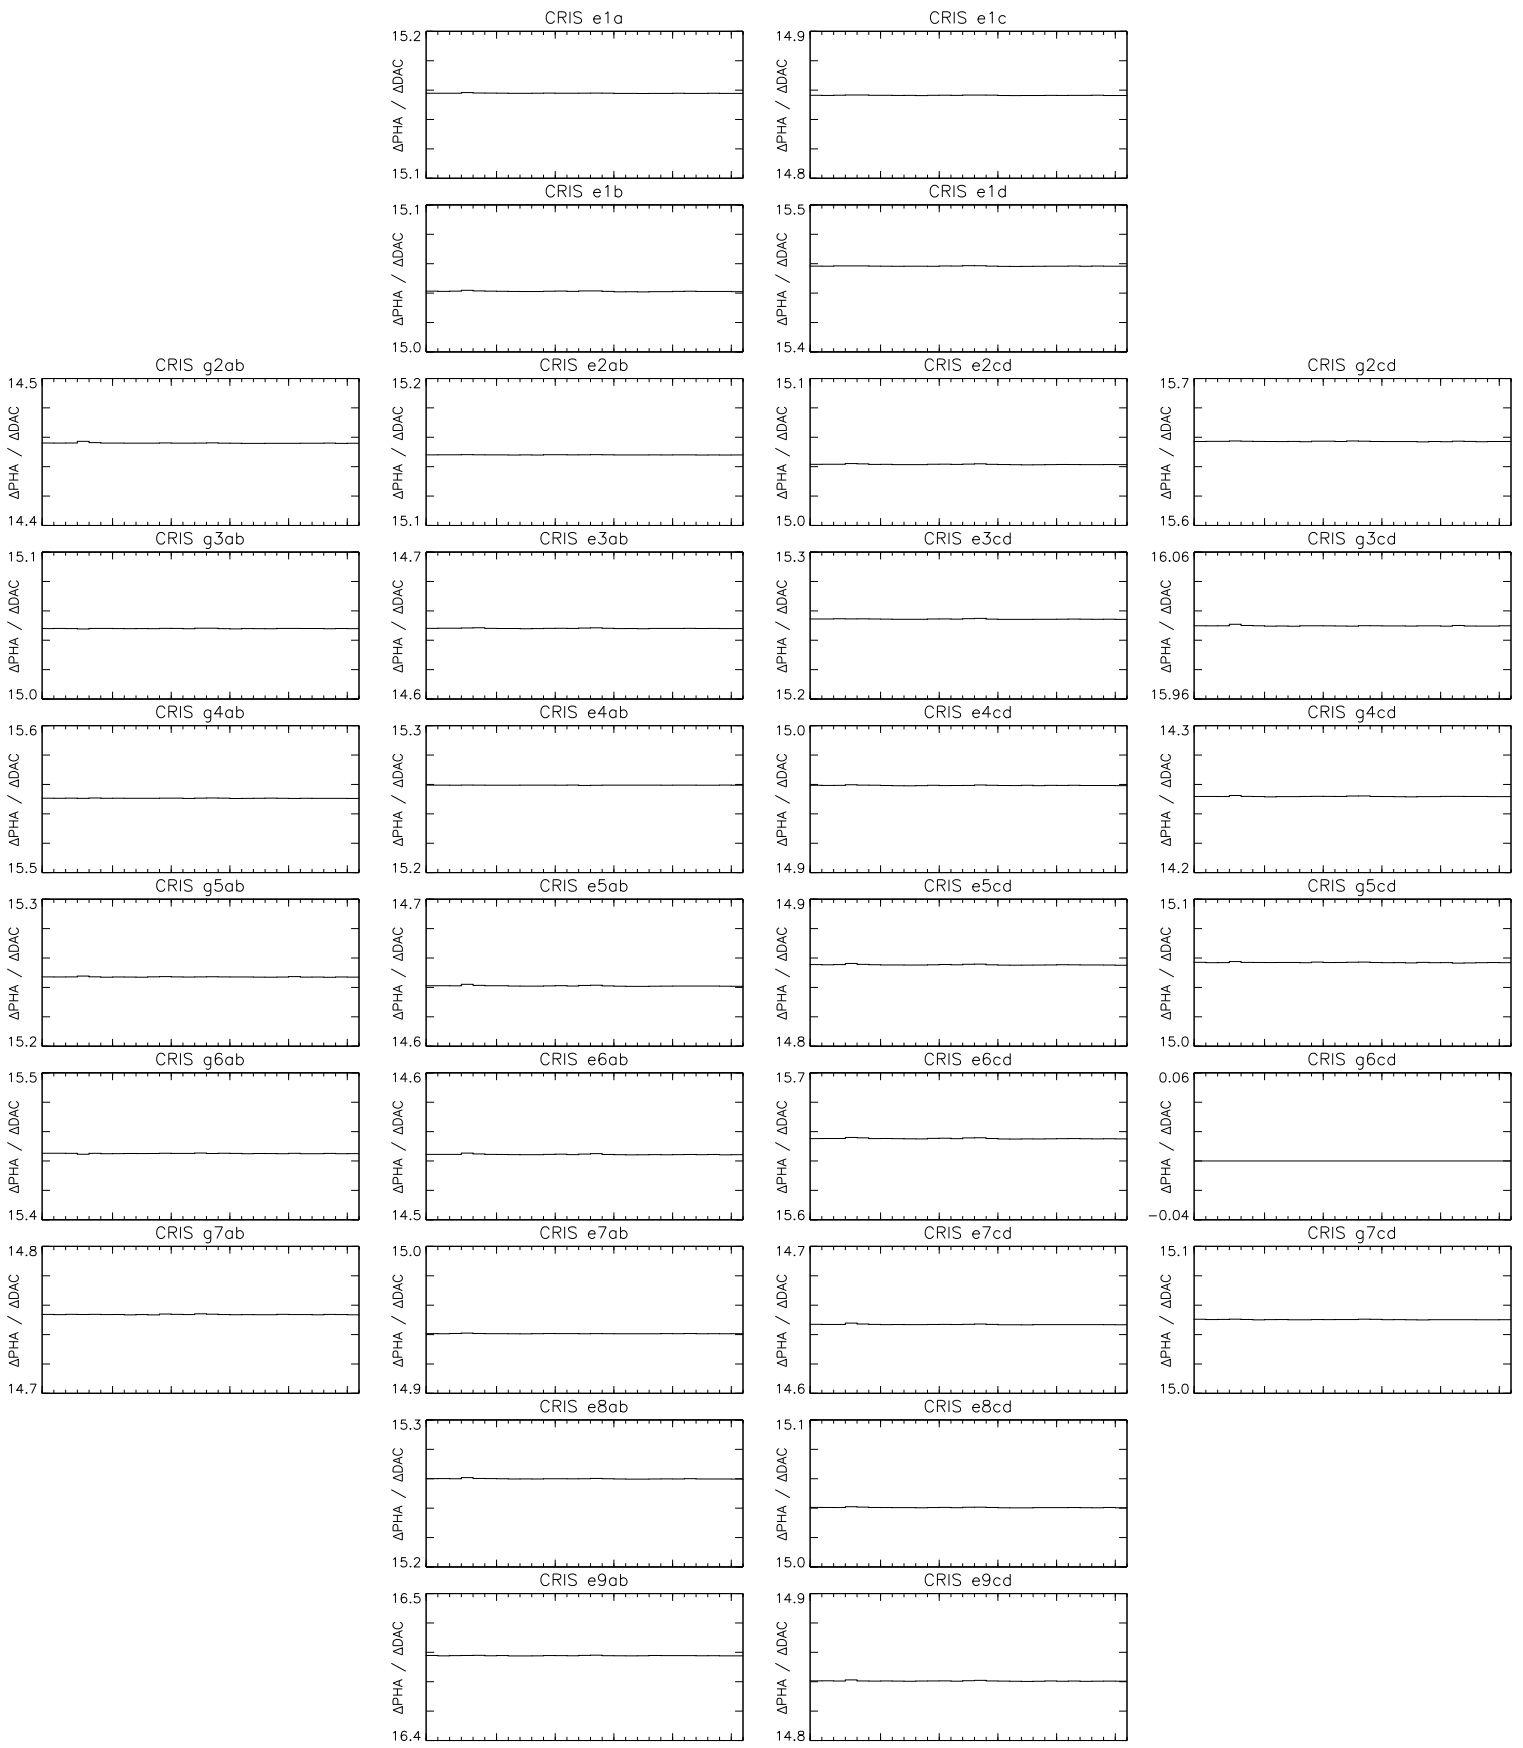 CRIS e1a
15.2
ΔPHA / ΔDAC
15.1
CRIS e1c
14.9
ΔPHA / ΔDAC
14.8
CRIS e1b
15.1
ΔPHA / ΔDAC
15.0
CRIS e1d
15.5
ΔPHA / ΔDAC
15.4
CRIS g2ab
14.5
ΔPHA / ΔDAC
14.4
CRIS e2ab
15.2
ΔPHA / ΔDAC
15.1
CRIS e2cd
15.1
ΔPHA / ΔDAC
15.0
CRIS g2cd
15.7
ΔPHA / ΔDAC
15.6
CRIS g3ab
15.1
ΔPHA / ΔDAC
15.0
CRIS e3ab
14.7
ΔPHA / ΔDAC
14.6
CRIS e3cd
15.3
ΔPHA / ΔDAC
15.2
CRIS g3cd
16.06
ΔPHA / ΔDAC
15.96
CRIS g4ab
15.6
ΔPHA / ΔDAC
15.5
CRIS e4ab
15.3
ΔPHA / ΔDAC
15.2
CRIS e4cd
15.0
ΔPHA / ΔDAC
14.9
CRIS g4cd
14.3
ΔPHA / ΔDAC
14.2
CRIS g5ab
15.3
ΔPHA / ΔDAC
15.2
CRIS e5ab
14.7
ΔPHA / ΔDAC
14.6
CRIS e5cd
14.9
ΔPHA / ΔDAC
14.8
CRIS g5cd
15.1
ΔPHA / ΔDAC
15.0
CRIS g6ab
15.5
ΔPHA / ΔDAC
15.4
CRIS e6ab
14.6
ΔPHA / ΔDAC
14.5
CRIS e6cd
15.7
ΔPHA / ΔDAC
15.6
CRIS g6cd
0.06
ΔPHA / ΔDAC
−0.04
CRIS g7ab
14.8
ΔPHA / ΔDAC
14.7
CRIS e7ab
15.0
ΔPHA / ΔDAC
14.9
CRIS e7cd
14.7
ΔPHA / ΔDAC
14.6
CRIS g7cd
15.1
ΔPHA / ΔDAC
15.0
CRIS e8ab
15.3
ΔPHA / ΔDAC
15.2
CRIS e8cd
15.1
ΔPHA / ΔDAC
15.0
CRIS e9ab
16.5
ΔPHA / ΔDAC
16.4
CRIS e9cd
14.9
ΔPHA / ΔDAC
14.8